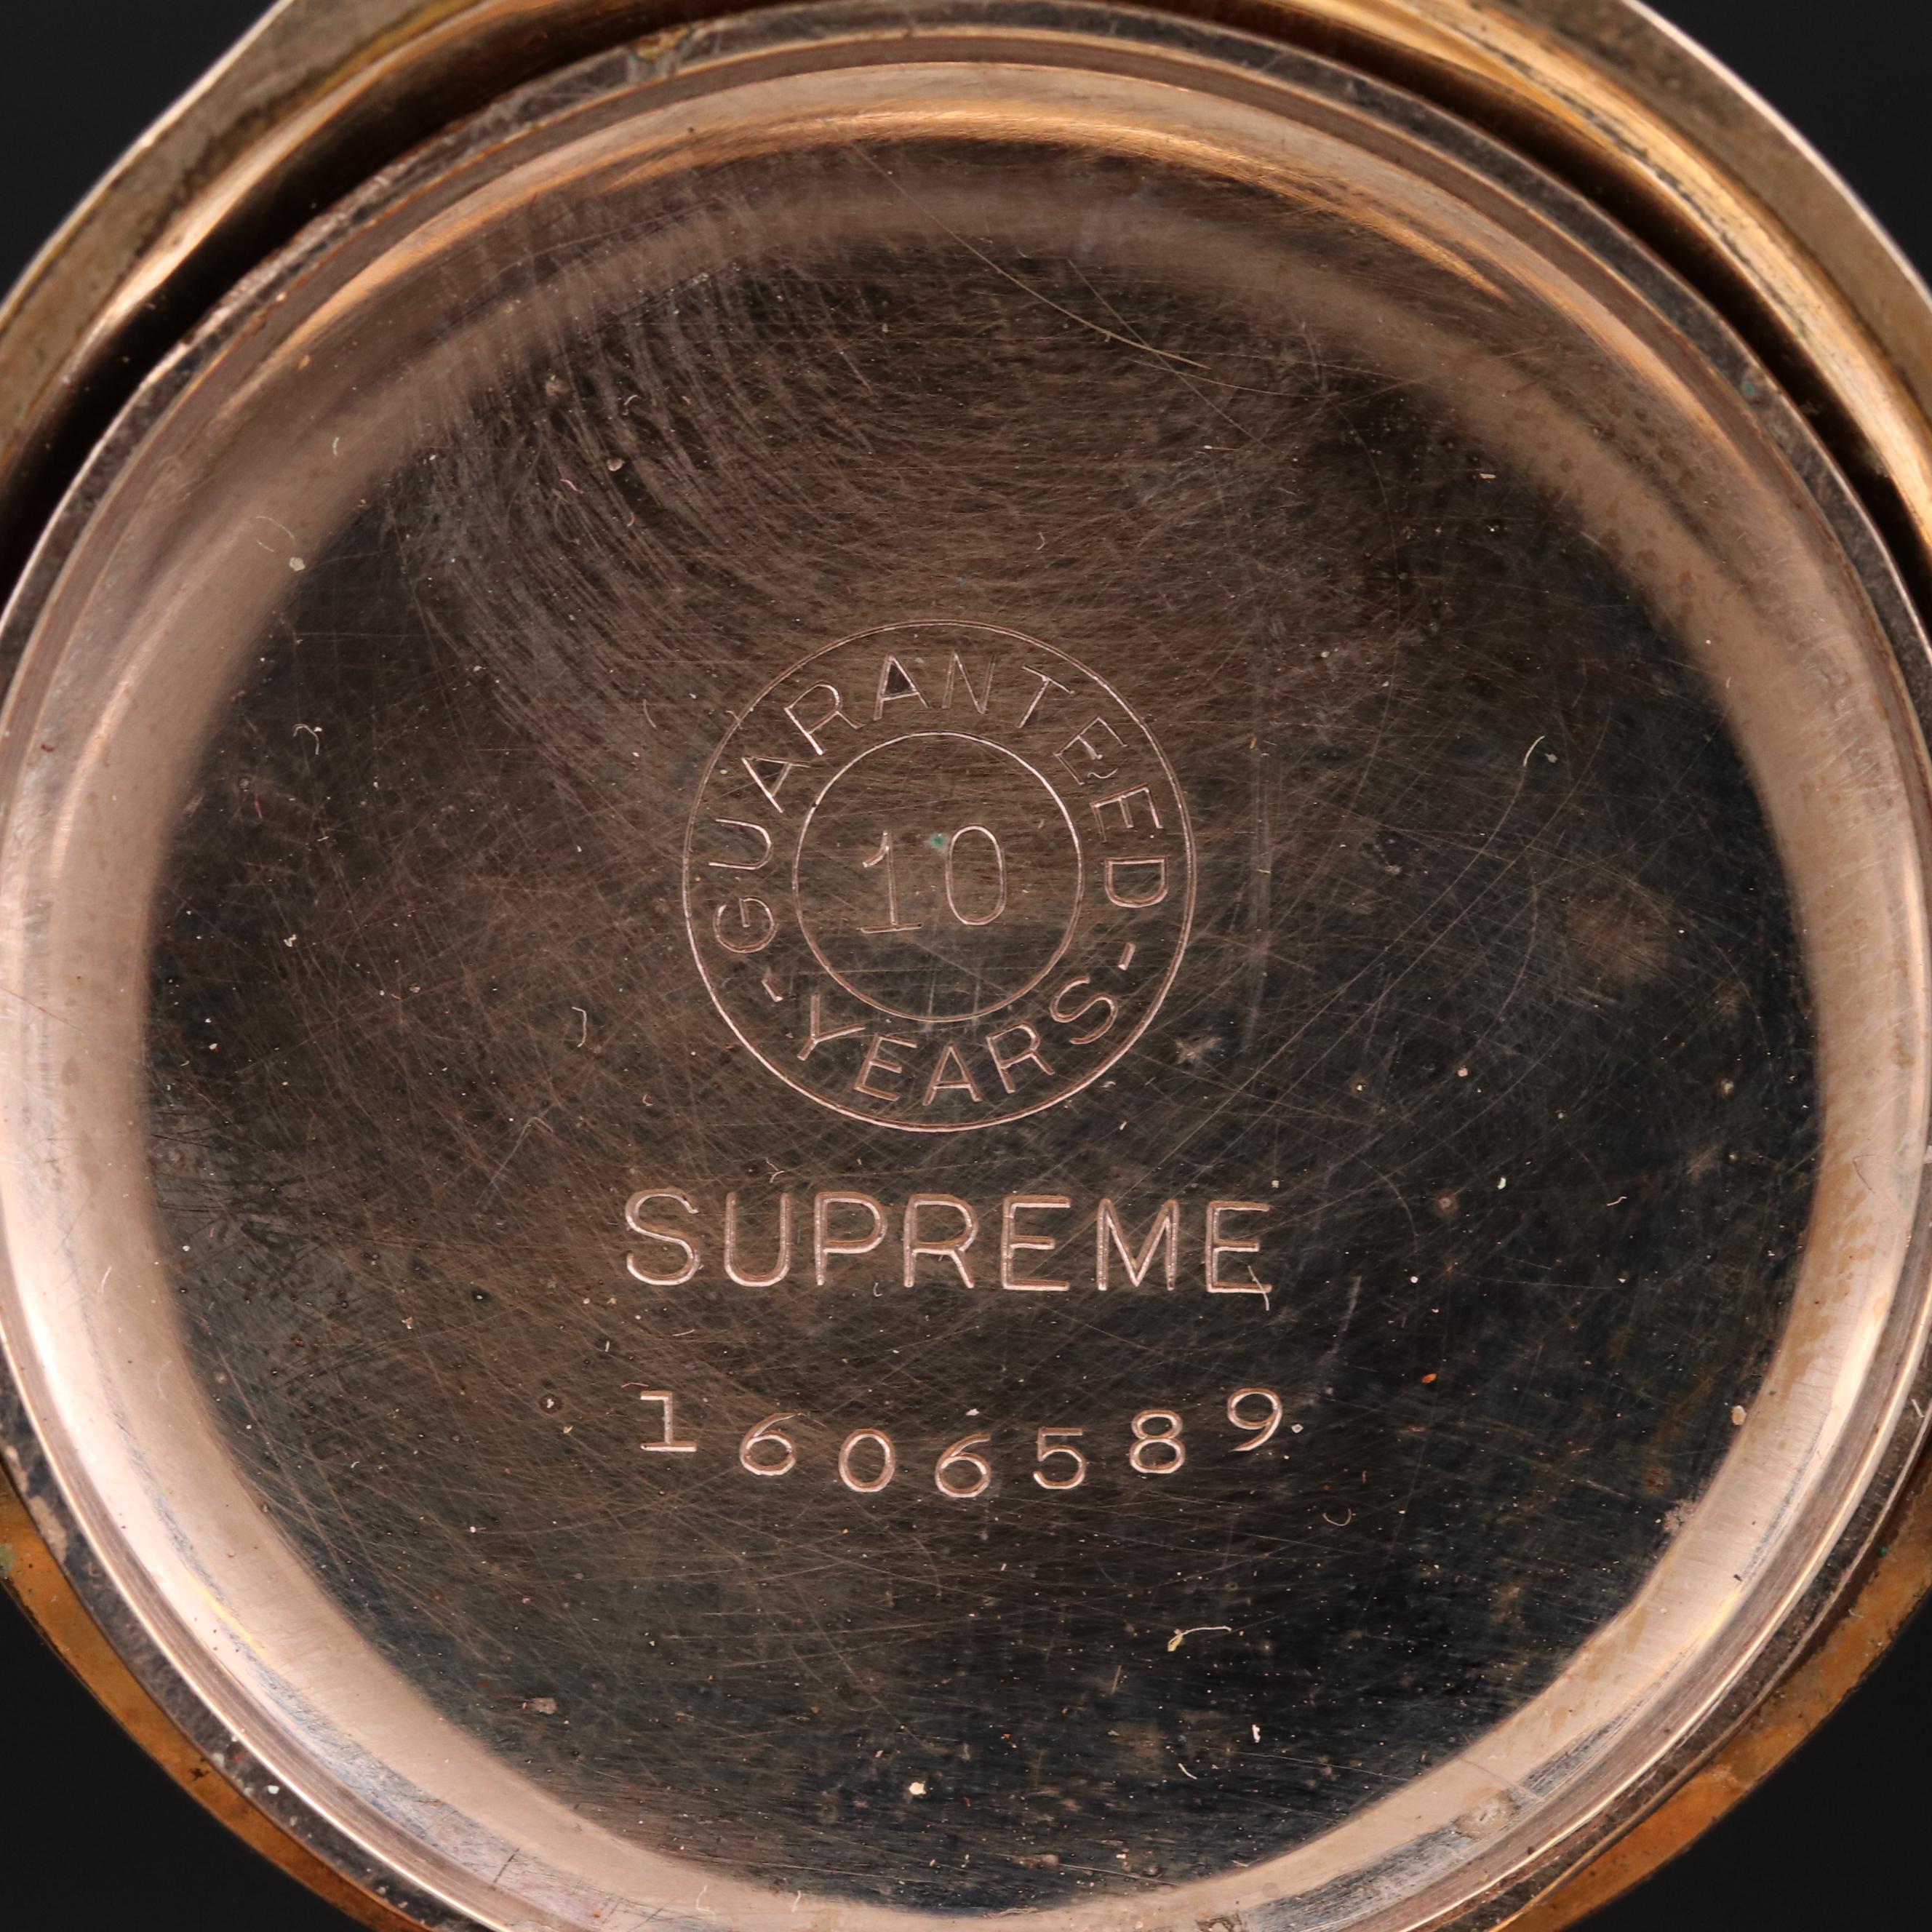 GUARANTEED
10
- YEARS -
SUPREME
1606589